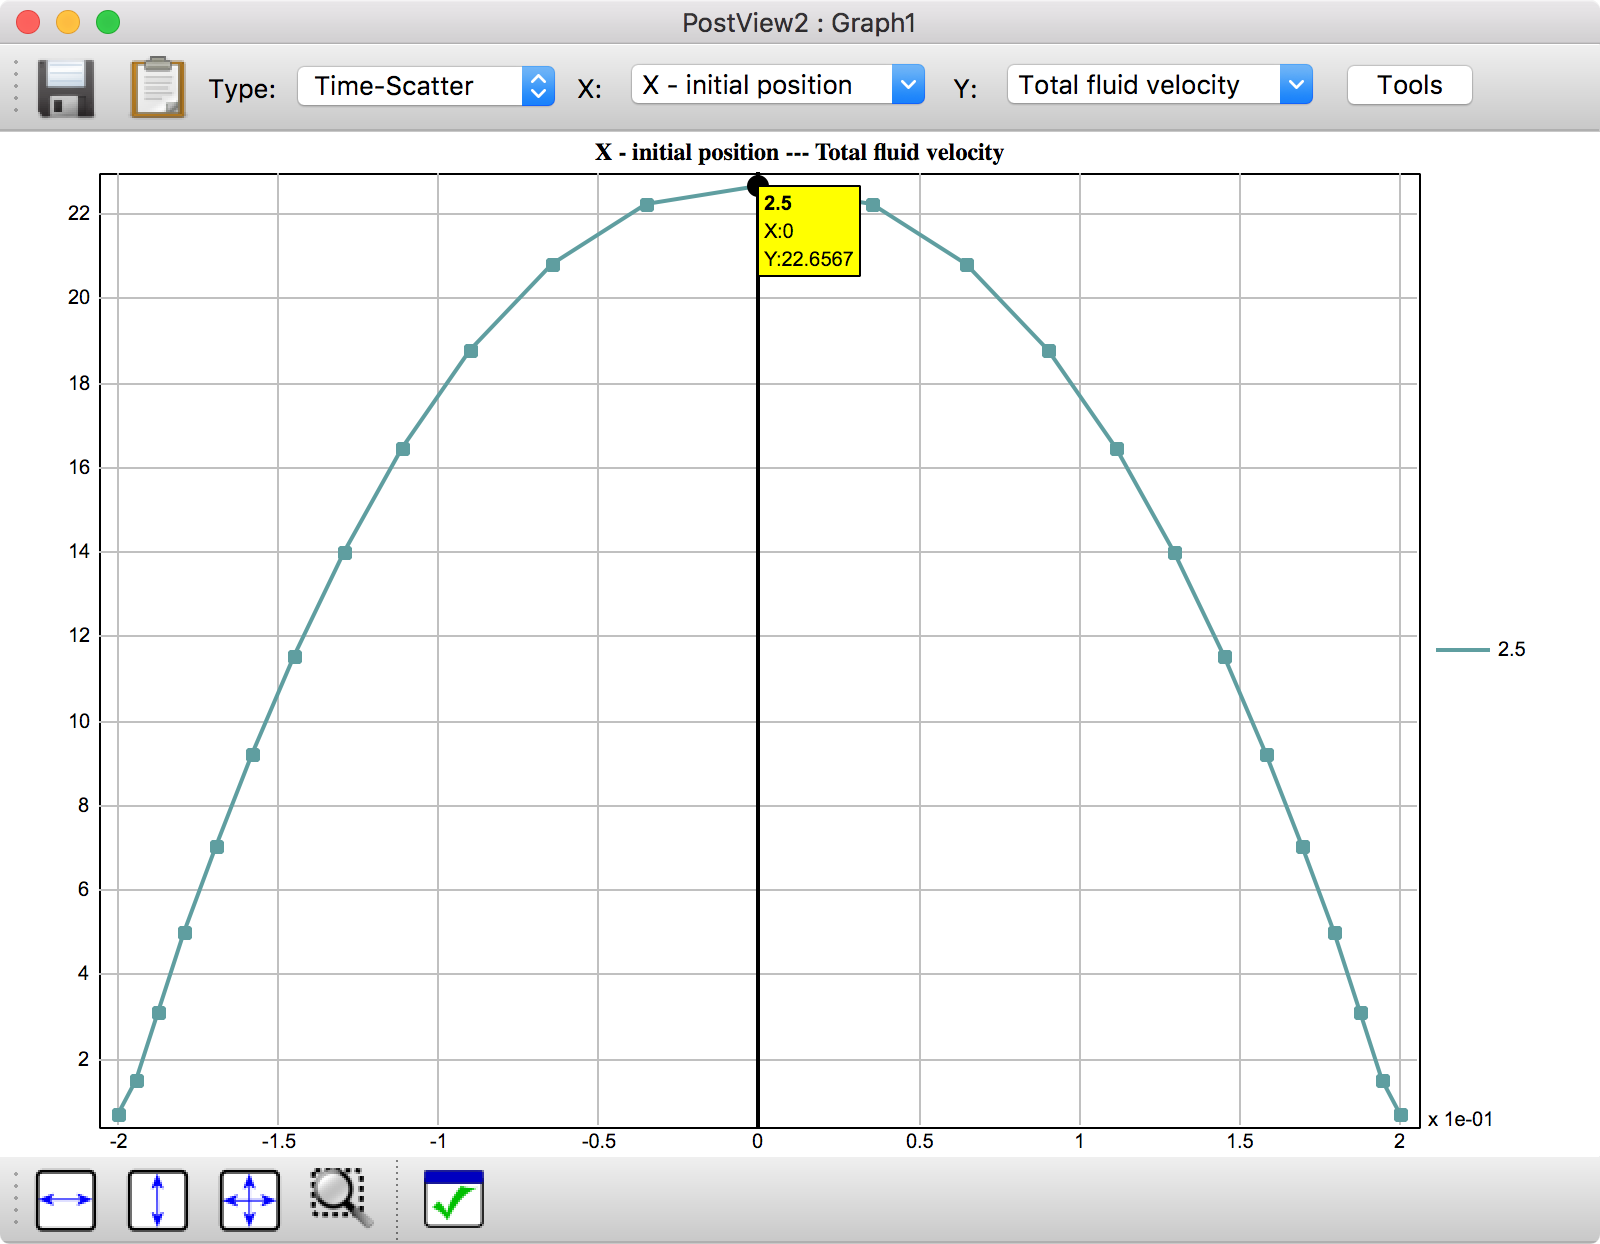 PostView2 : Graph1
Type: Time-Scatter X: X - initial position Y: Total fluid velocity Tools
X - initial position --- Total fluid velocity
22
20
18
16
14
12
10
8
6
4
2
2.5
X:0
Y:22.6567
2.5
-2 -1.5 -1 -0.5 0 0.5 1 1.5 2
x 1e-01